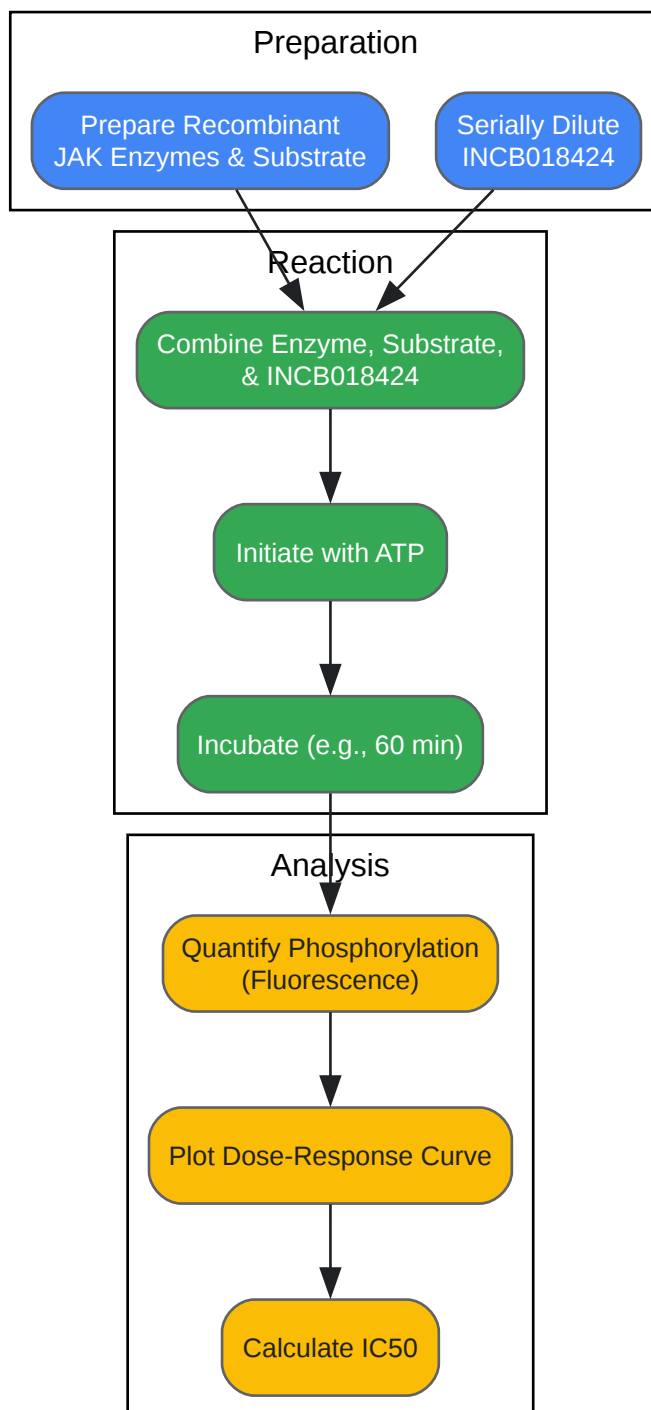 Preparation
Prepare Recombinant
JAK Enzymes & Substrate
Serially Dilute
INCB018424
Reaction
Combine Enzyme, Substrate,
& INCB018424
Initiate with ATP
Incubate (e.g., 60 min)
Analysis
Quantify Phosphorylation
(Fluorescence)
Plot Dose-Response Curve
Calculate IC50